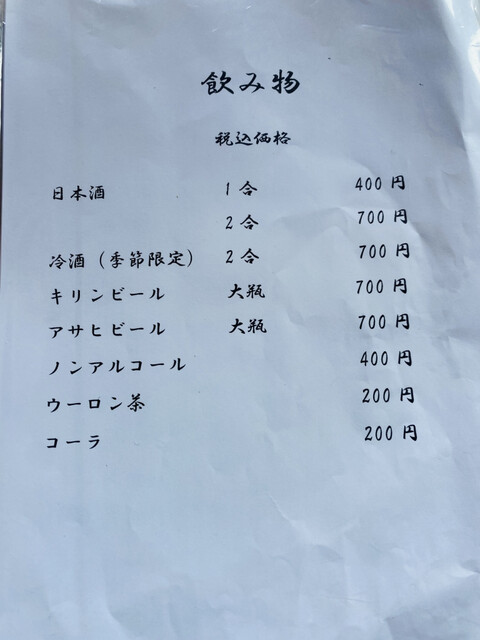 飲み物
税込価格
日本酒 1合 400円
2合 700円
冷酒（季節限定） 2合 700円
キリンビール 大瓶 700円
アサヒビール 大瓶 700円
ノンアルコール 400円
ウーロン茶 200円
コーラ 200円